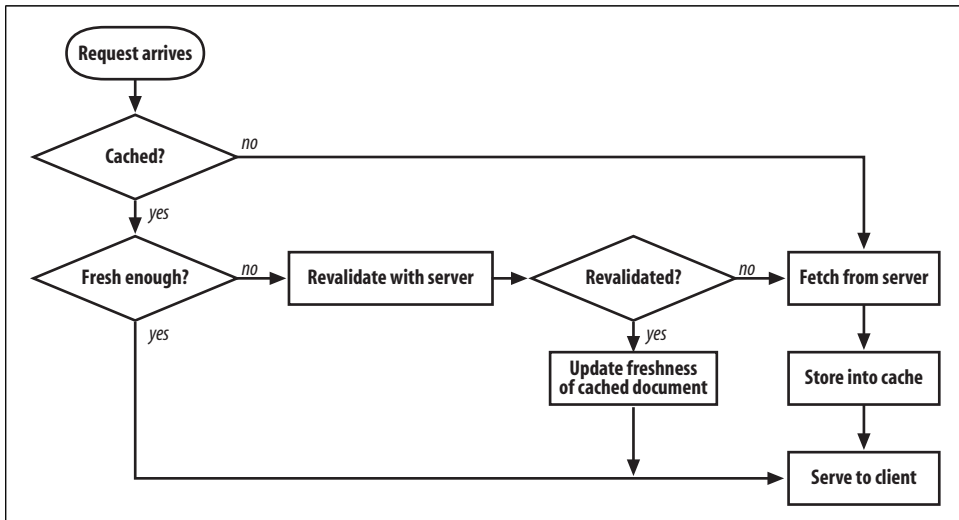 Request arrives
Cached?
no
yes
Fresh enough?
no
Revalidate with server
Revalidated?
no
Fetch from server
yes
yes
Update freshness
of cached document
Store into cache
Serve to client